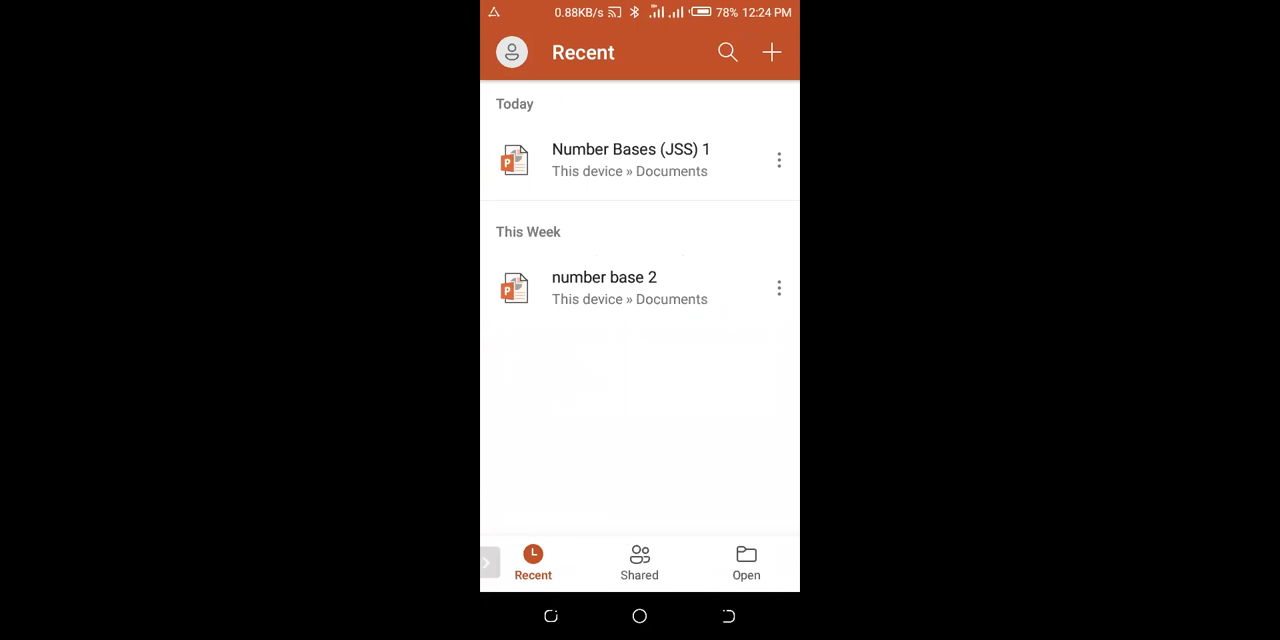 0.88KB/s 78% 12:24 PM
Recent
Today
Number Bases (JSS) 1
This device » Documents
This Week
number base 2
This device » Documents
Recent Shared Open